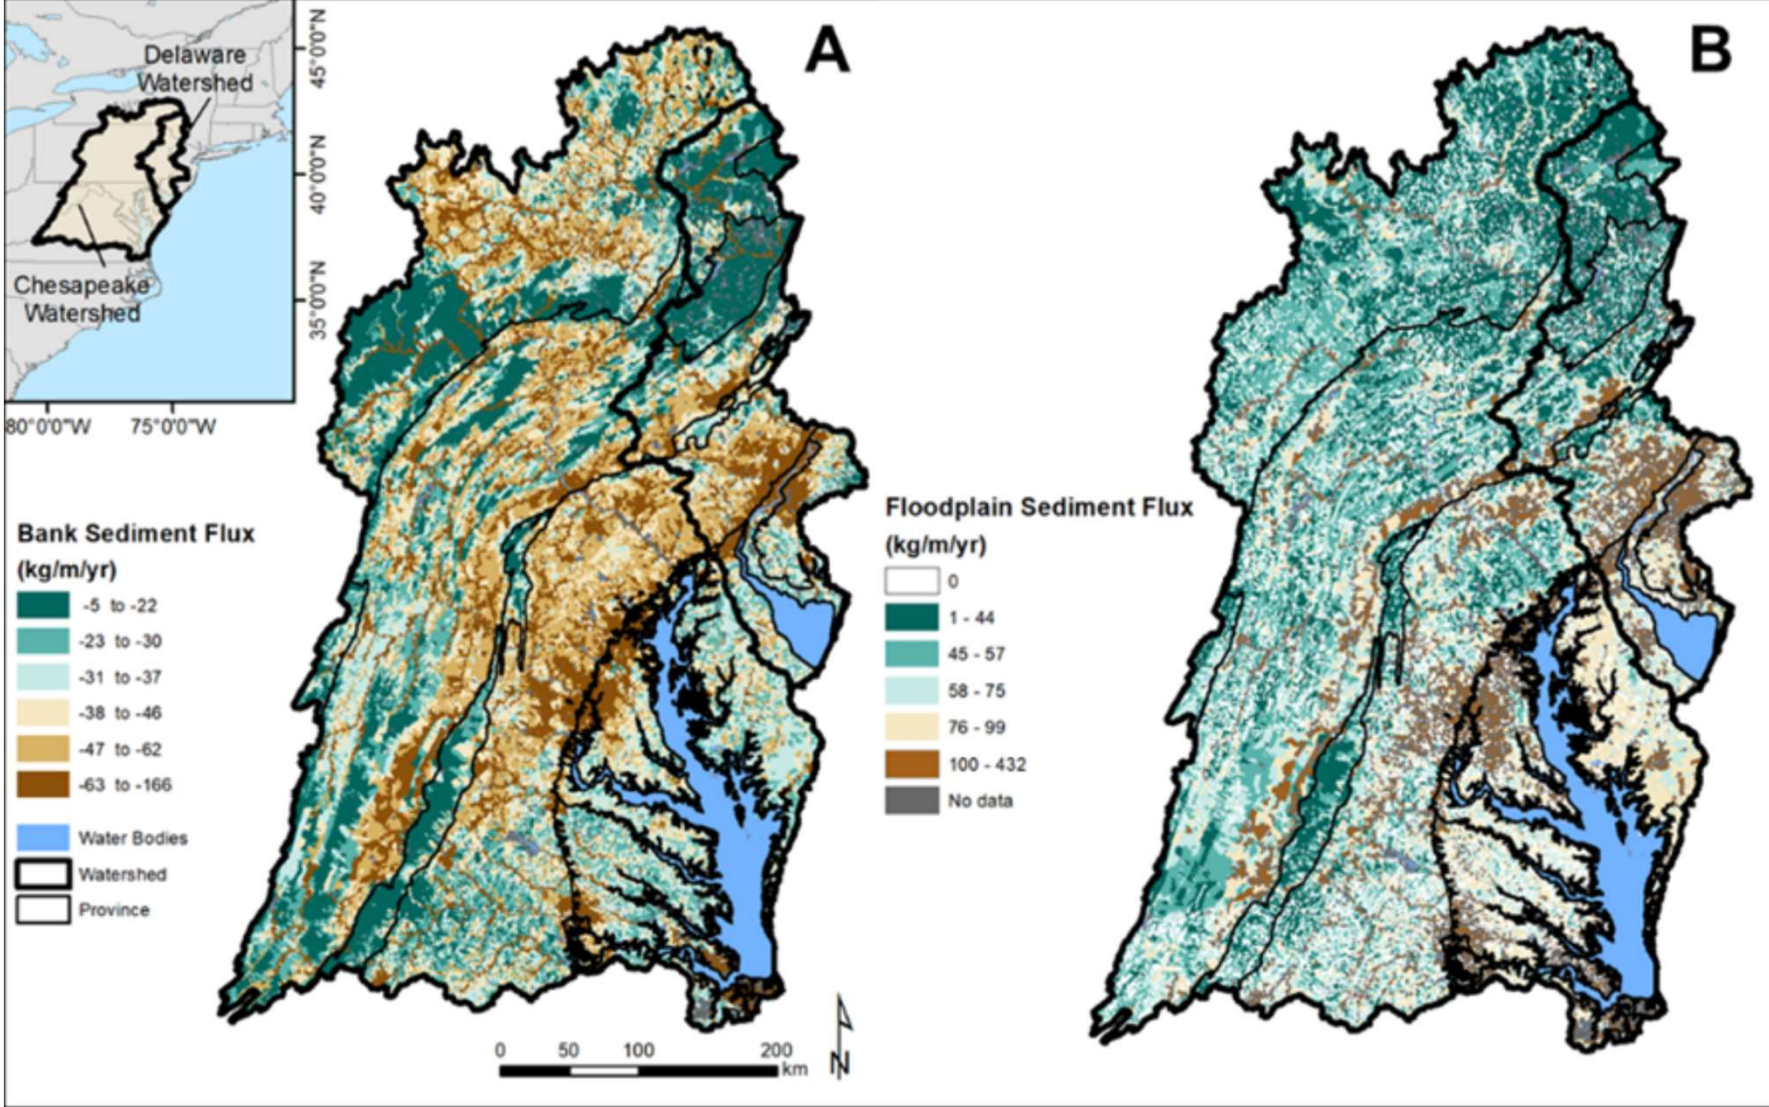 Delaware
Watershed
Chesapeake
Watershed
45°0'0"N
40°0'0"N
35°0'0"N
80°0'0"W
75°0'0"W
A
Bank Sediment Flux
(kg/m/yr)
-5 to -22
-23 to -30
-31 to -37
-38 to -46
-47 to -62
-63 to -166
Water Bodies
Watershed
Province
0
50
100
200
km
N
B
Floodplain Sediment Flux
(kg/m/yr)
0
1 - 44
45 - 57
58 - 75
76 - 99
100 - 432
No data